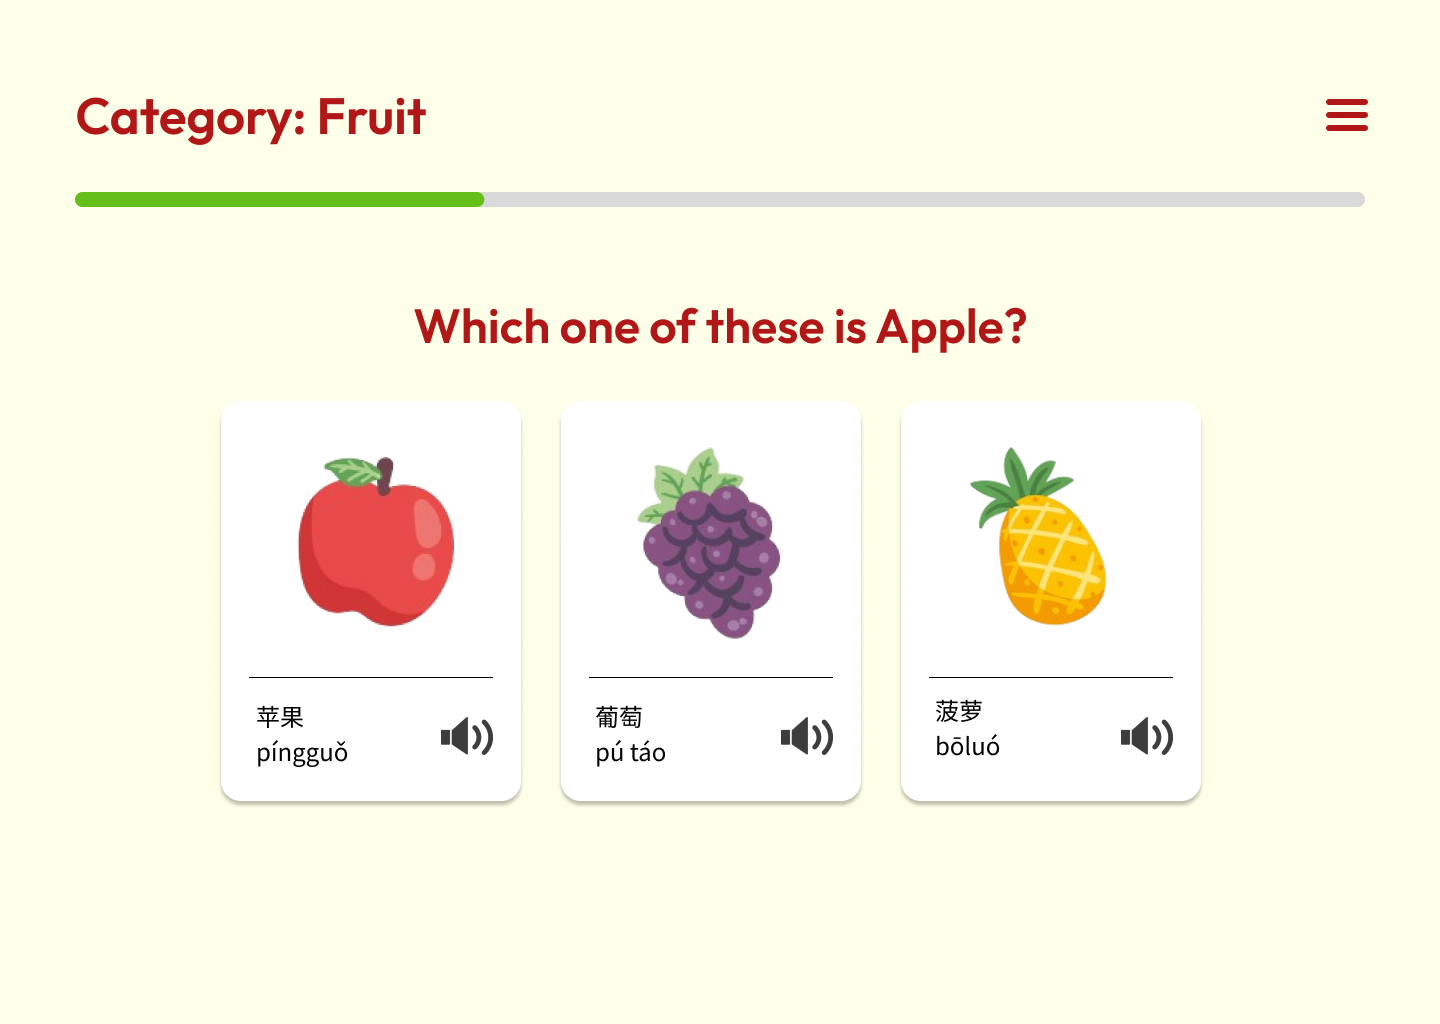 Category: Fruit
Which one of these is Apple?
苹果
píngguǒ
葡萄
pú táo
菠萝
bōluó